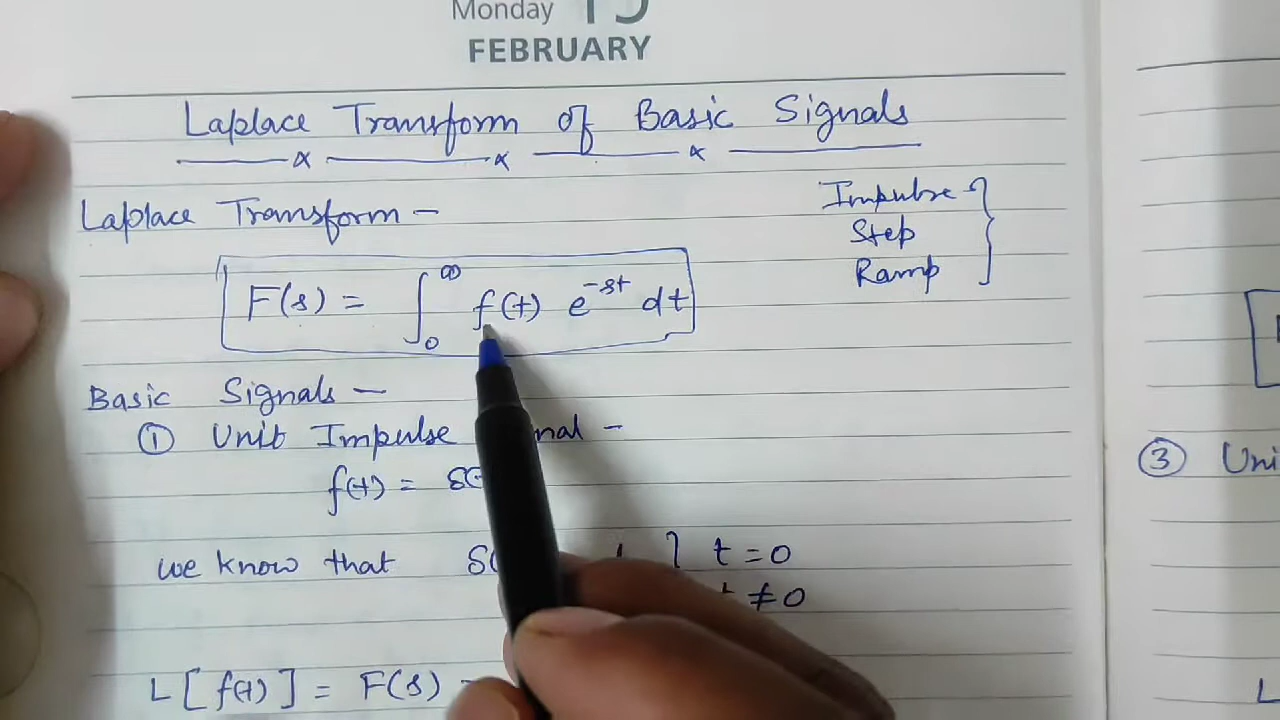 Monday 15
FEBRUARY
Laplace Transform of Basic Signals
Laplace Transform -
Impulse
Step
Ramp
F(s) = ∫₀^∞ f(t) e^-st dt
Basic Signals -
① Unit Impulse -
f(t) =
we know that t = 0
t ≠ 0
L[f(t)] = F(s)
③
L